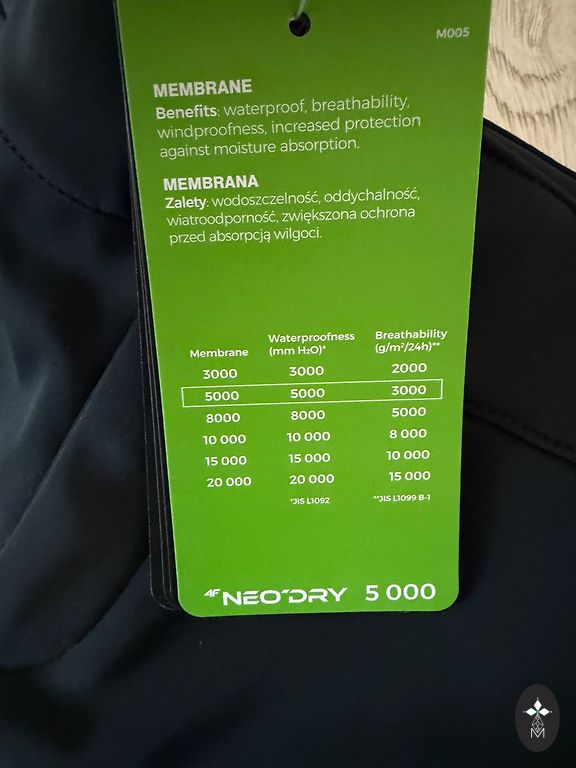 M005
MEMBRANE
Benefits: waterproof, breathability,
windproofness, increased protection
against moisture absorption.
MEMBRANA
Zalety: wodoszczelność, oddychalność,
wiatroodporność, zwiększona ochrona
przed absorpcją wilgoci.
Membrane Waterproofness (mm H₂O)* Breathability (g/m²/24h)**
3000 3000 2000
5000 5000 3000
8000 8000 5000
10 000 10 000 8 000
15 000 15 000 10 000
20 000 20 000 15 000
*JIS L1092 **JIS L1099 B-1
4F NEO DRY 5 000
M